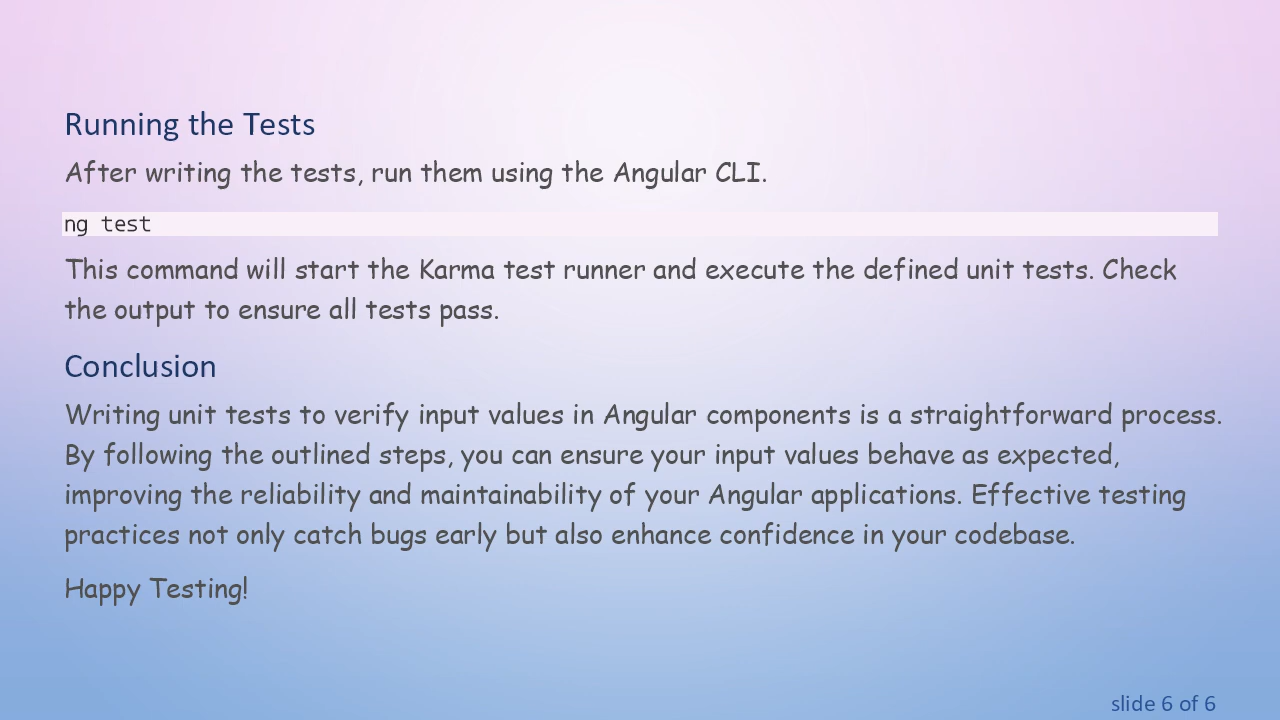 Running the Tests
After writing the tests, run them using the Angular CLI.
ng test
This command will start the Karma test runner and execute the defined unit tests. Check
the output to ensure all tests pass.
Conclusion
Writing unit tests to verify input values in Angular components is a straightforward process.
By following the outlined steps, you can ensure your input values behave as expected,
improving the reliability and maintainability of your Angular applications. Effective testing
practices not only catch bugs early but also enhance confidence in your codebase.
Happy Testing!
slide 6 of 6